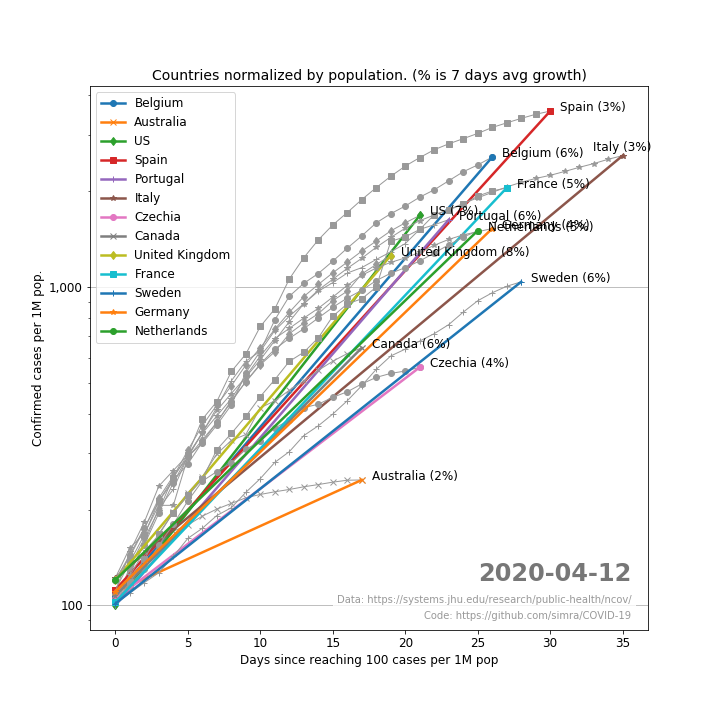 Countries normalized by population. (% is 7 days avg growth)
Belgium
Australia
US
Spain
Portugal
Italy
Czechia
Canada
United Kingdom
France
Sweden
Germany
Netherlands
Spain (3%)
Italy (3%)
Belgium (6%)
France (5%)
US (7%)
Portugal (6%)
Germany (4%)
Netherlands (5%)
United Kingdom (8%)
Sweden (6%)
Canada (6%)
Czechia (4%)
Australia (2%)
1,000
100
Confirmed cases per 1M pop.
2020-04-12
Data: https://systems.jhu.edu/research/public-health/ncov/
Code: https://github.com/simra/COVID-19
0 5 10 15 20 25 30 35
Days since reaching 100 cases per 1M pop